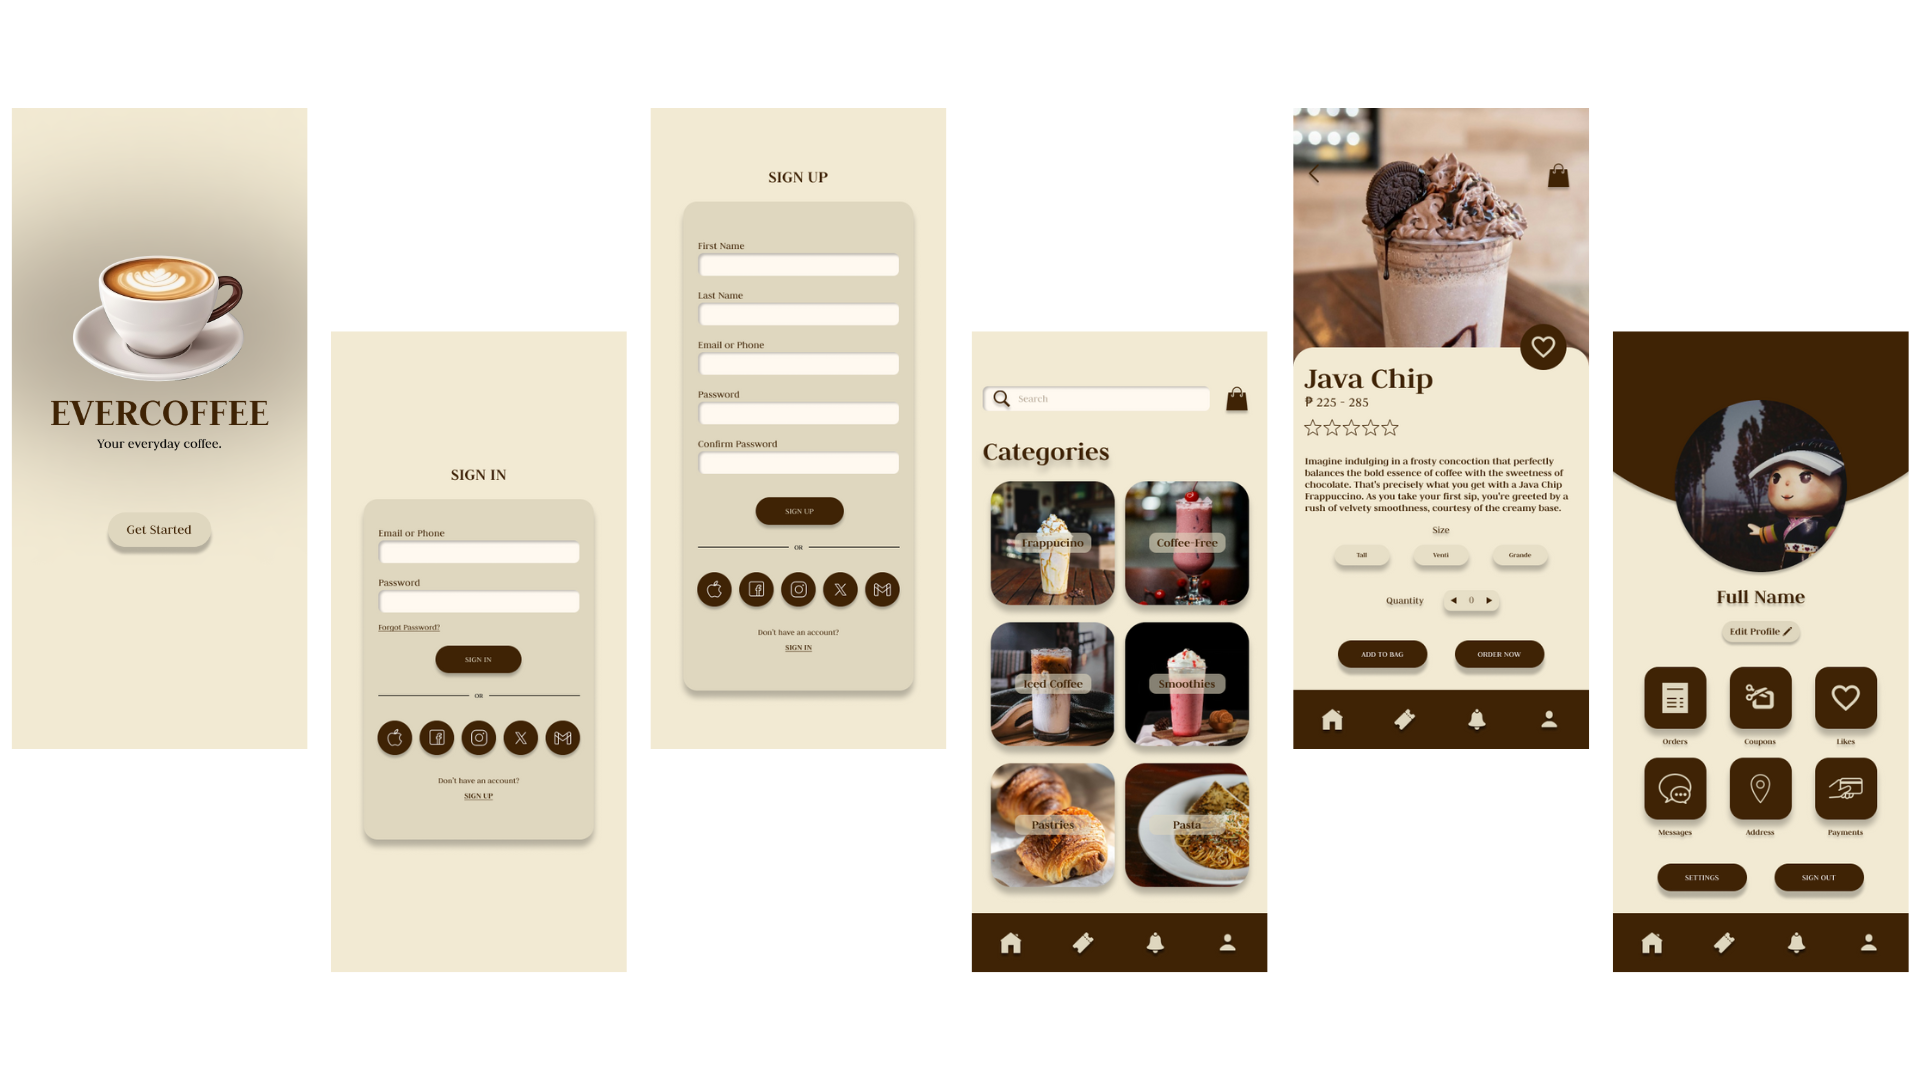 EVERCOFFEE
Your everyday coffee.
Get Started
SIGN IN
Email or Phone
Password
Forgot Password?
SIGN IN
OR
Don't have an account?
SIGN UP
SIGN UP
First Name
Last Name
Email or Phone
Password
Confirm Password
SIGN UP
OR
Don't have an account?
SIGN IN
Search
Categories
Frappucino
Coffee-Free
Iced Coffee
Smoothies
Pastries
Pasta
Java Chip
₱ 225 - 285
Imagine indulging in a frosty concoction that perfectly
balances the bold essence of coffee with the sweetness of
chocolate. That's precisely what you get with a Java Chip
Frappuccino. As you take your first sip, you're greeted by a
rush of velvety smoothness, courtesy of the creamy base.
Size
Tall
Venti
Grande
Quantity
0
ADD TO BAG
ORDER NOW
Full Name
Edit Profile
Orders
Coupons
Likes
Messages
Address
Payments
SETTINGS
SIGN OUT